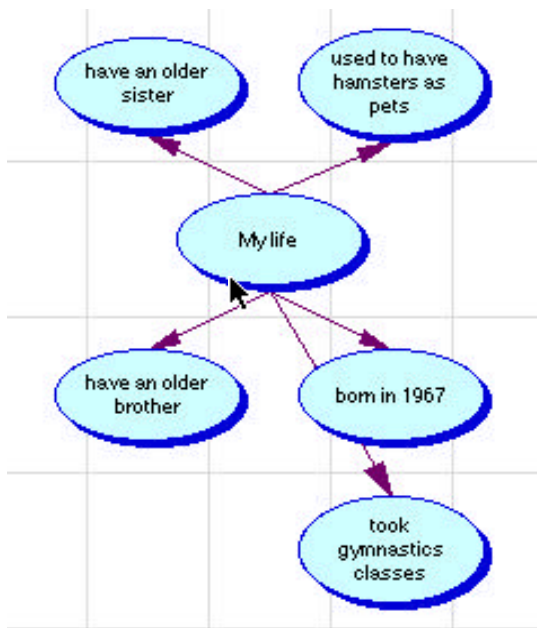 have an older
sister
used to have
hamsters as
pets
My life
have an older
brother
born in 1967
took
gymnastics
classes